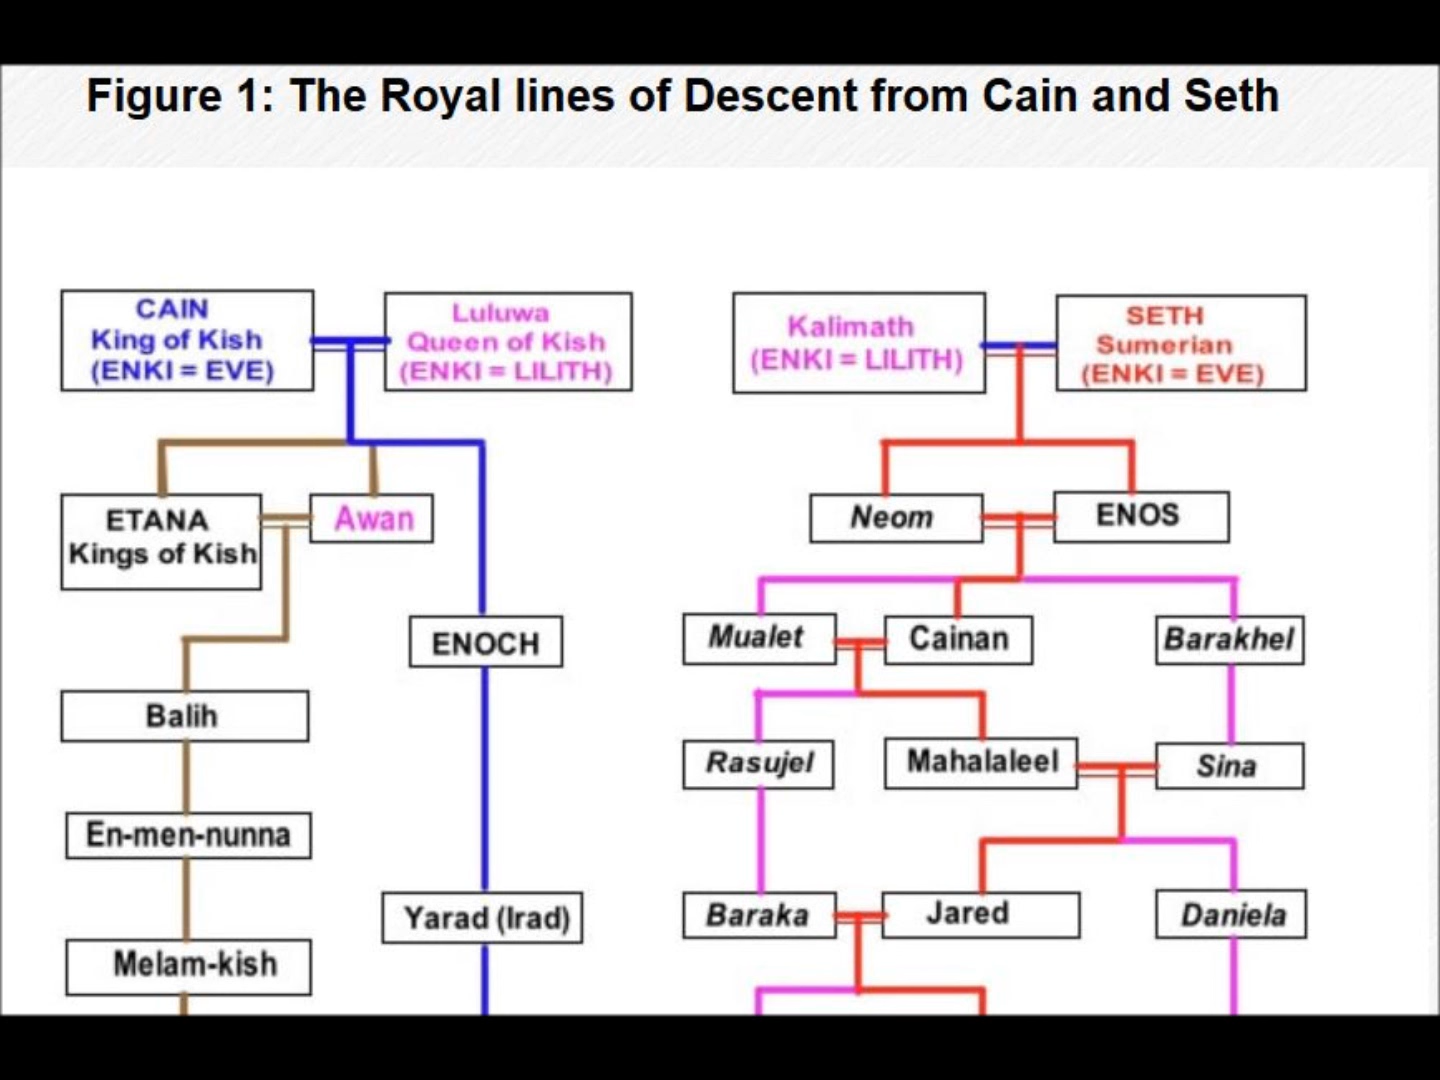 Figure 1: The Royal lines of Descent from Cain and Seth
CAIN
King of Kish
(ENKI = EVE)
Luluwa
Queen of Kish
(ENKI = LILITH)
Kalimath
(ENKI = LILITH)
SETH
Sumerian
(ENKI = EVE)
ETANA
Kings of Kish
Awan
Neom
ENOS
ENOCH
Mualet
Cainan
Barakhel
Balih
Rasujel
Mahalaleel
Sina
En-men-nunna
Yarad (Irad)
Baraka
Jared
Daniela
Melam-kish